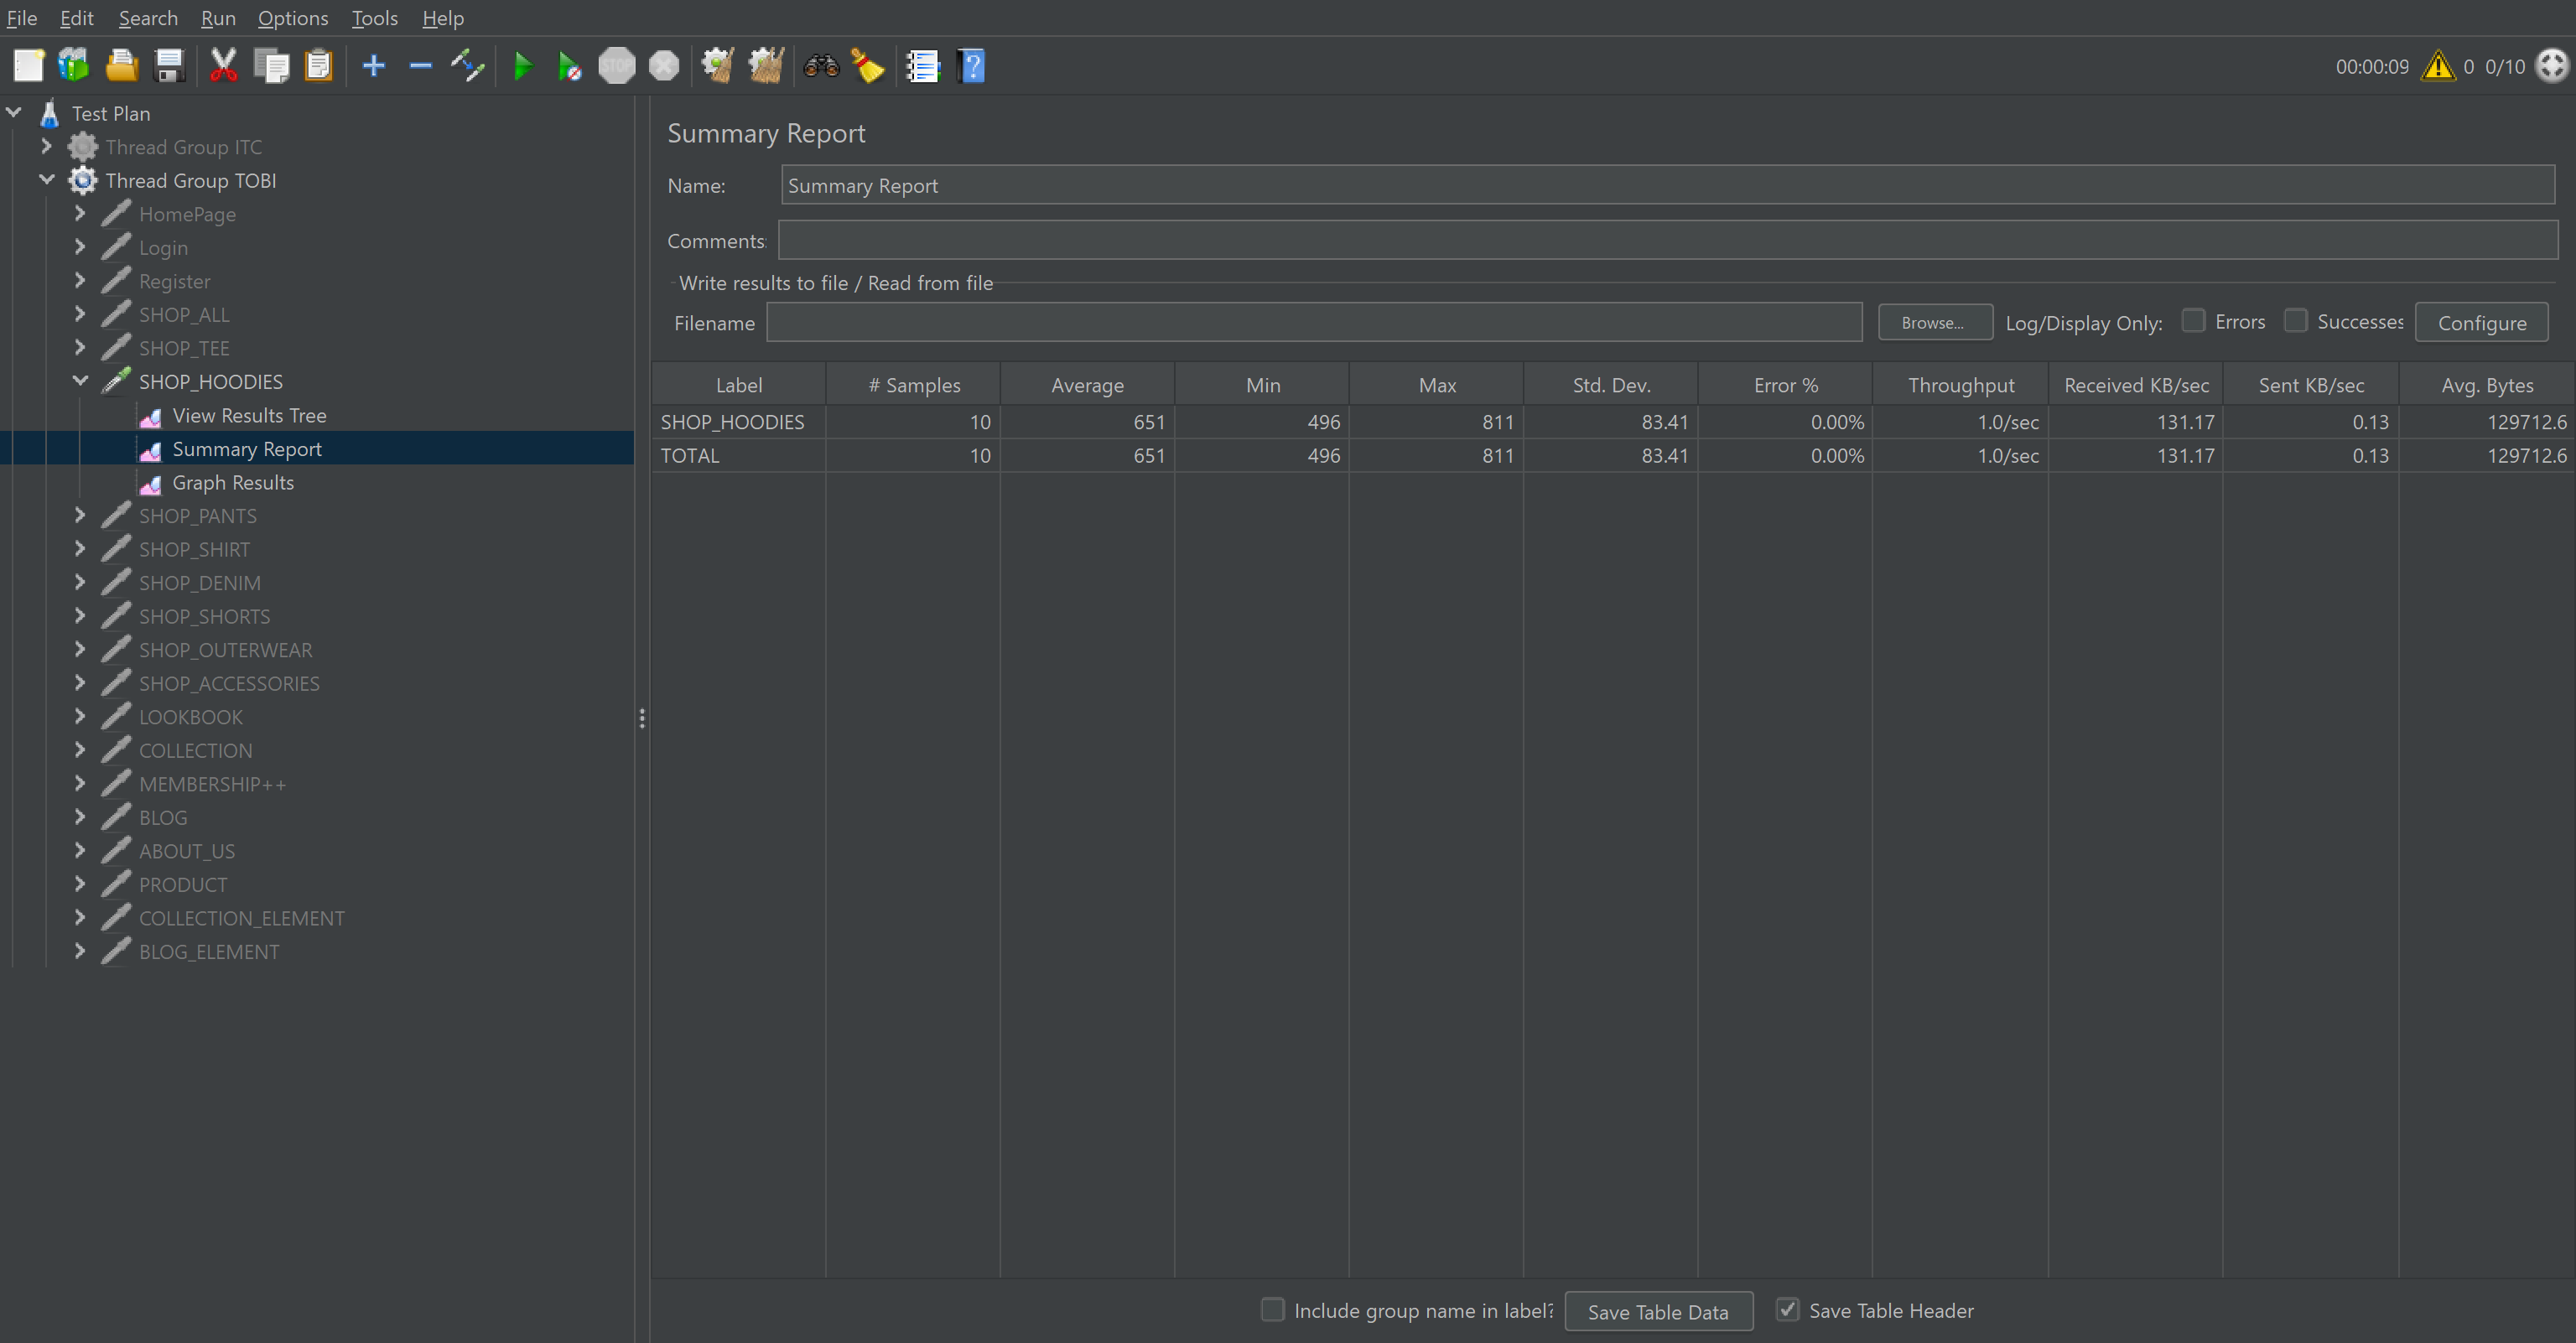 File Edit Search Run Options Tools Help
STOP
00:00:09 0 0/10
Test Plan
Thread Group ITC
Thread Group TOBI
HomePage
Login
Register
SHOP_ALL
SHOP_TEE
SHOP_HOODIES
View Results Tree
Summary Report
Graph Results
SHOP_PANTS
SHOP_SHIRT
SHOP_DENIM
SHOP_SHORTS
SHOP_OUTERWEAR
SHOP_ACCESSORIES
LOOKBOOK
COLLECTION
MEMBERSHIP++
BLOG
ABOUT_US
PRODUCT
COLLECTION_ELEMENT
BLOG_ELEMENT
Summary Report
Name: Summary Report
Comments:
Write results to file / Read from file
Filename Browse... Log/Display Only: Errors Successes Configure
Label # Samples Average Min Max Std. Dev. Error % Throughput Received KB/sec Sent KB/sec Avg. Bytes
SHOP_HOODIES 10 651 496 811 83.41 0.00% 1.0/sec 131.17 0.13 129712.6
TOTAL 10 651 496 811 83.41 0.00% 1.0/sec 131.17 0.13 129712.6
Include group name in label? Save Table Data Save Table Header